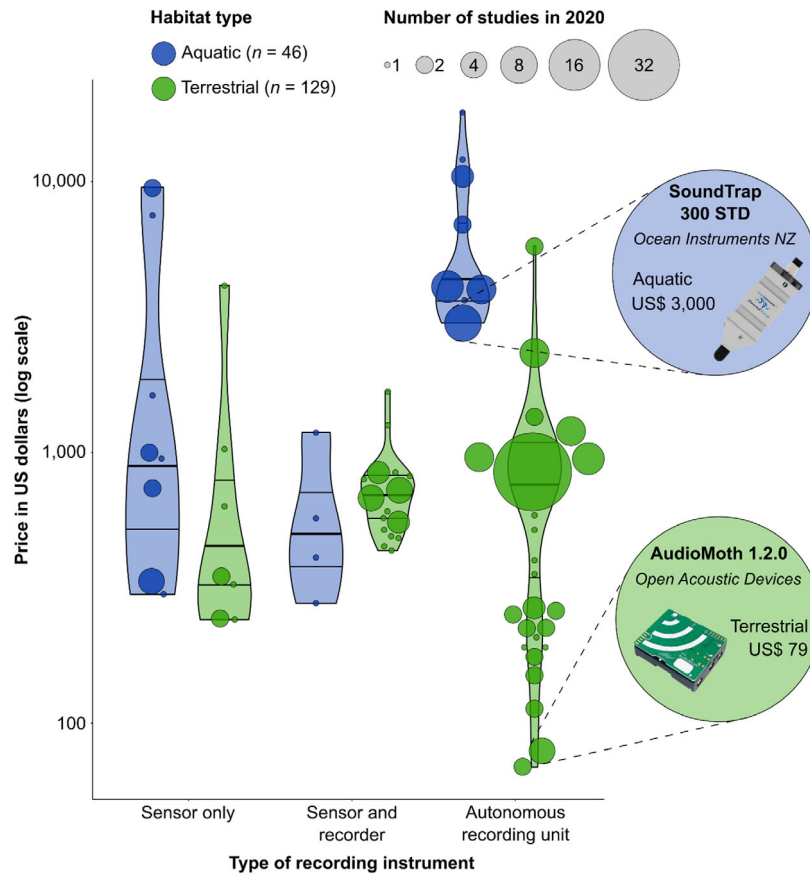 Habitat type
Aquatic (n = 46)
Terrestrial (n = 129)
Number of studies in 2020
1
2
4
8
16
32
Price in US dollars (log scale)
10,000
1,000
100
SoundTrap
300 STD
Ocean Instruments NZ
Aquatic
US$ 3,000
AudioMoth 1.2.0
Open Acoustic Devices
Terrestrial
US$ 79
Sensor only
Sensor and
recorder
Autonomous
recording unit
Type of recording instrument